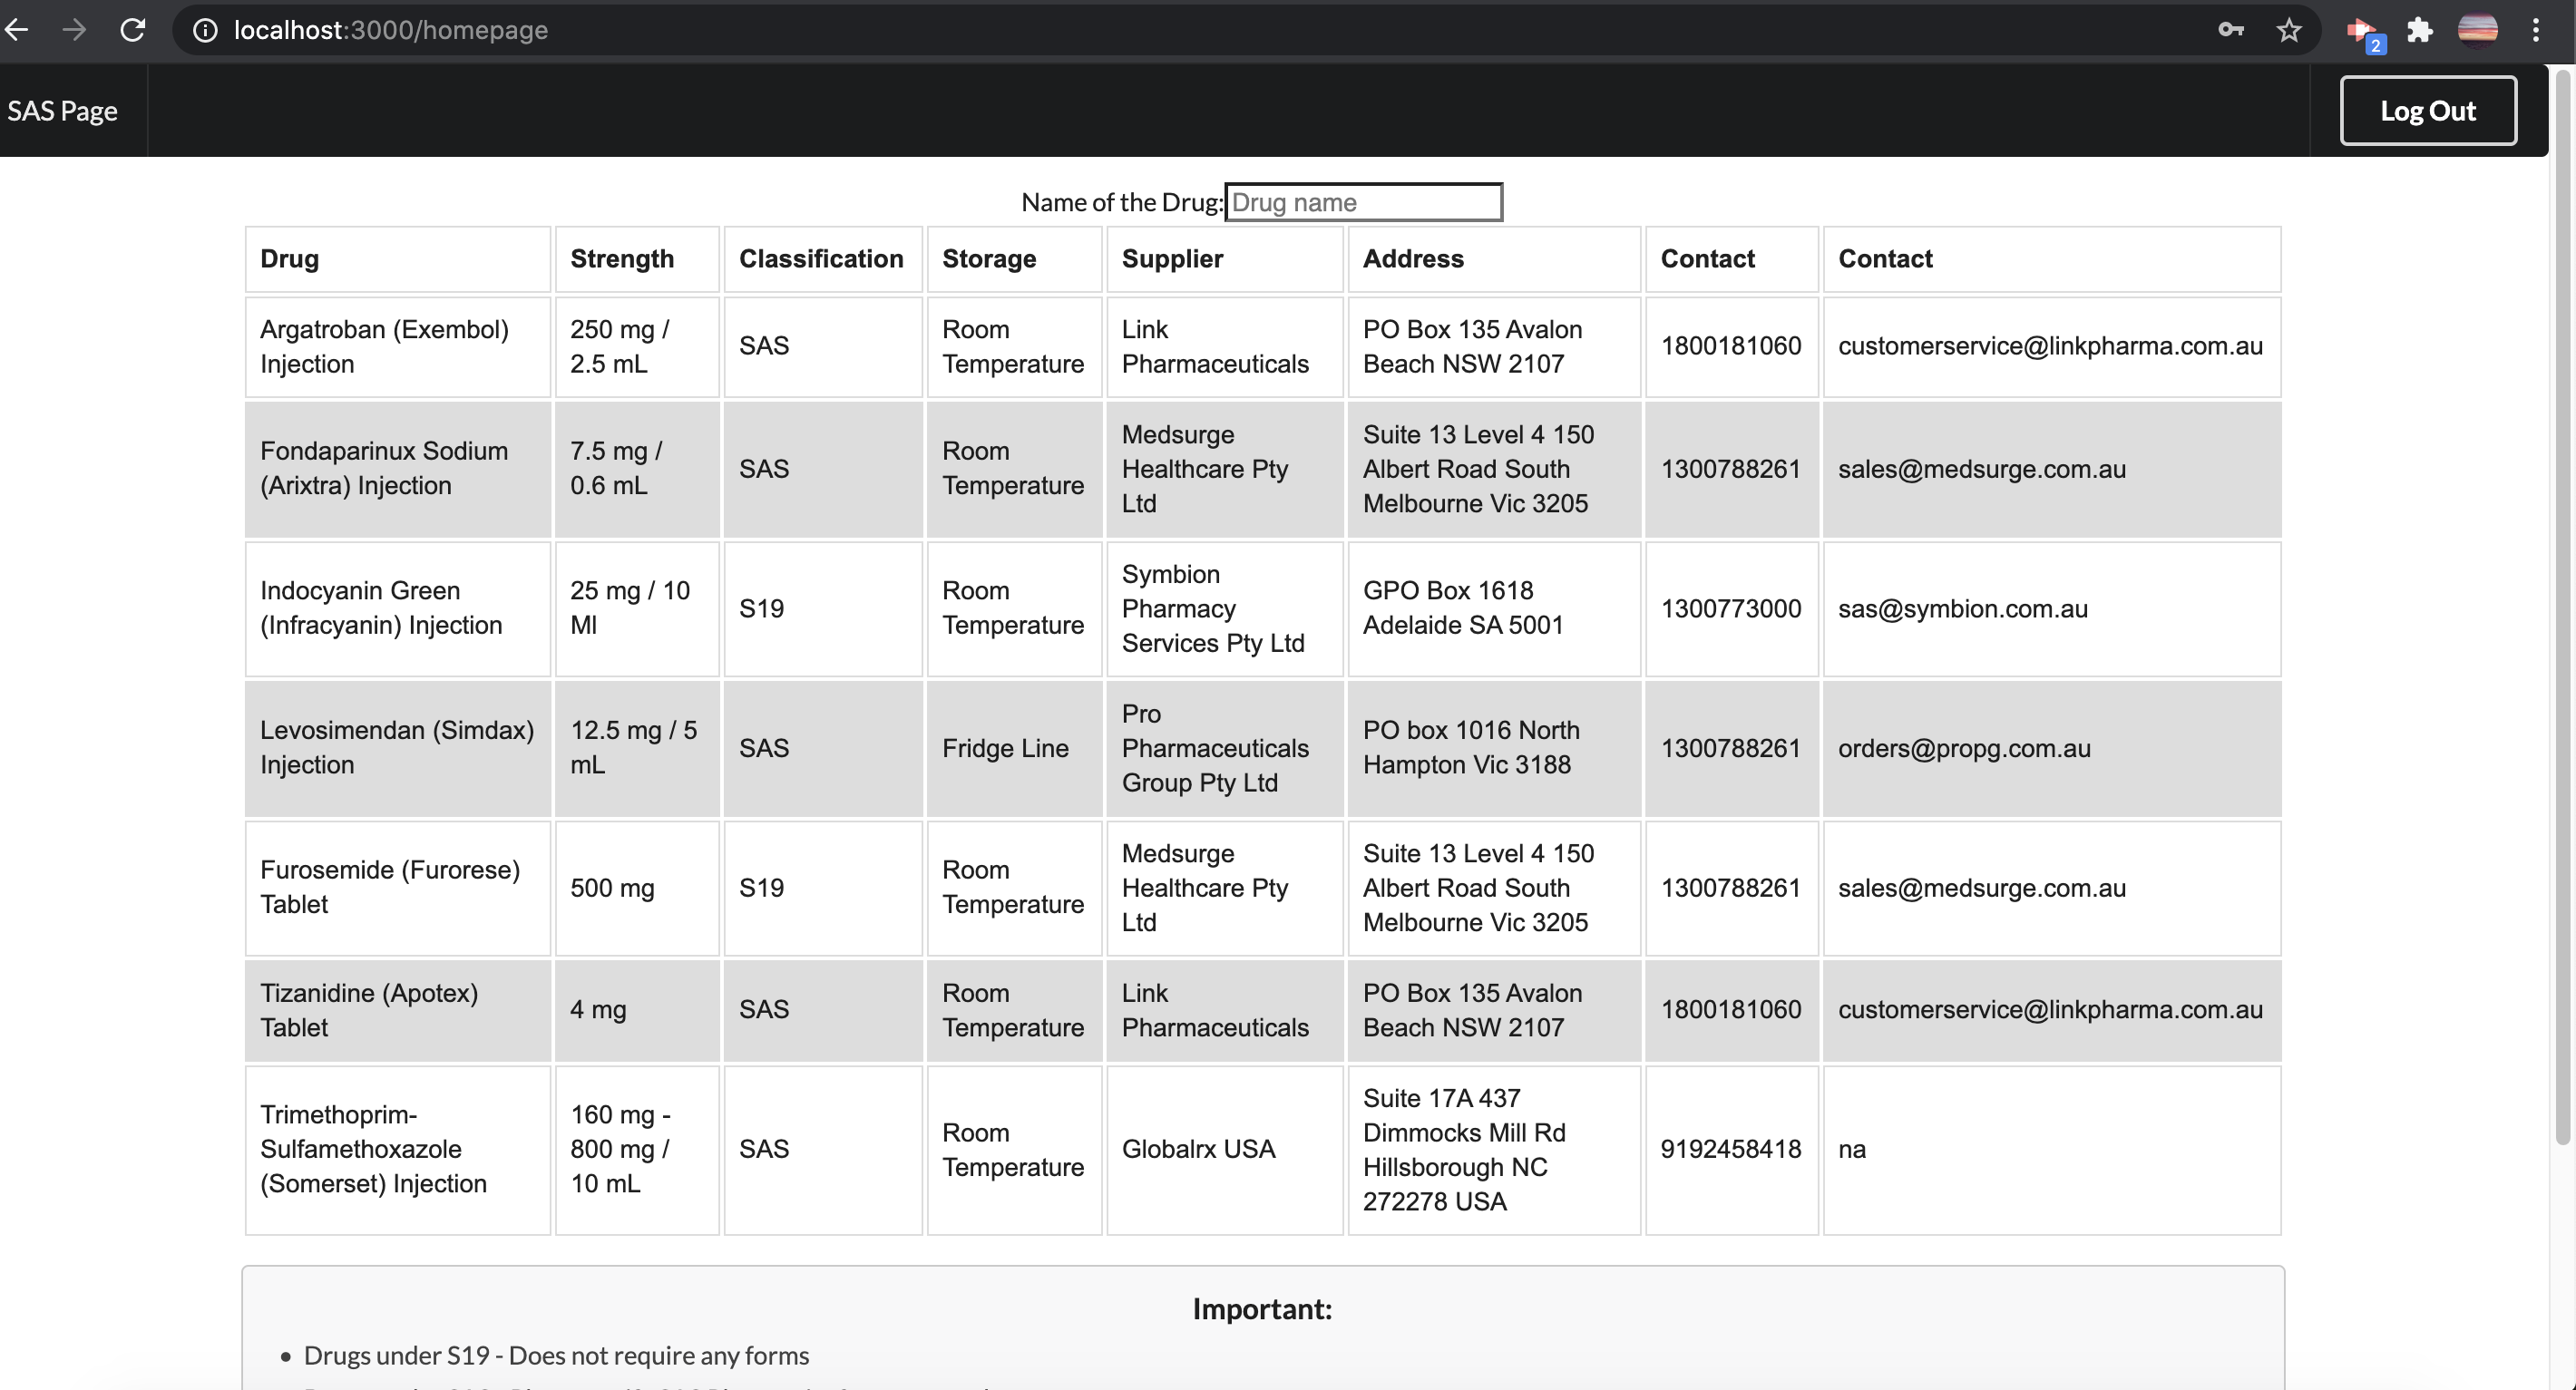 localhost:3000/homepage
2
SAS Page
Log Out
Name of the Drug: Drug name
Drug Strength Classification Storage Supplier Address Contact Contact
Argatroban (Exembol)
Injection
250 mg /
2.5 mL
SAS
Room
Temperature
Link
Pharmaceuticals
PO Box 135 Avalon
Beach NSW 2107
1800181060
customerservice@linkpharma.com.au
Fondaparinux Sodium
(Arixtra) Injection
7.5 mg /
0.6 mL
SAS
Room
Temperature
Medsurge
Healthcare Pty
Ltd
Suite 13 Level 4 150
Albert Road South
Melbourne Vic 3205
1300788261
sales@medsurge.com.au
Indocyanin Green
(Infracyanin) Injection
25 mg / 10
Ml
S19
Room
Temperature
Symbion
Pharmacy
Services Pty Ltd
GPO Box 1618
Adelaide SA 5001
1300773000
sas@symbion.com.au
Levosimendan (Simdax)
Injection
12.5 mg / 5
mL
SAS
Fridge Line
Pro
Pharmaceuticals
Group Pty Ltd
PO box 1016 North
Hampton Vic 3188
1300788261
orders@propg.com.au
Furosemide (Furorese)
Tablet
500 mg
S19
Room
Temperature
Medsurge
Healthcare Pty
Ltd
Suite 13 Level 4 150
Albert Road South
Melbourne Vic 3205
1300788261
sales@medsurge.com.au
Tizanidine (Apotex)
Tablet
4 mg
SAS
Room
Temperature
Link
Pharmaceuticals
PO Box 135 Avalon
Beach NSW 2107
1800181060
customerservice@linkpharma.com.au
Trimethoprim-
Sulfamethoxazole
(Somerset) Injection
160 mg -
800 mg /
10 mL
SAS
Room
Temperature
Globalrx USA
Suite 17A 437
Dimmocks Mill Rd
Hillsborough NC
272278 USA
9192458418
na
Important:
• Drugs under S19 - Does not require any forms